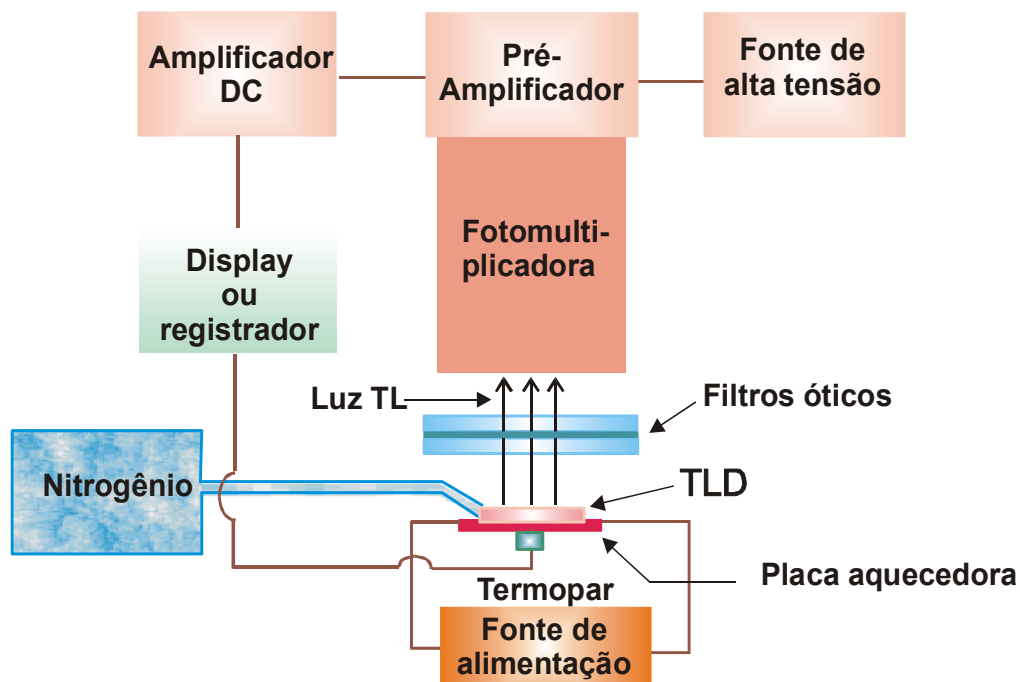 Amplificador
DC
Pré-
Amplificador
Fonte de
alta tensão
Fotomulti-
plicadora
Display
ou
registrador
Luz TL
Filtros óticos
Nitrogênio
TLD
Placa aquecedora
Termopar
Fonte de
alimentação